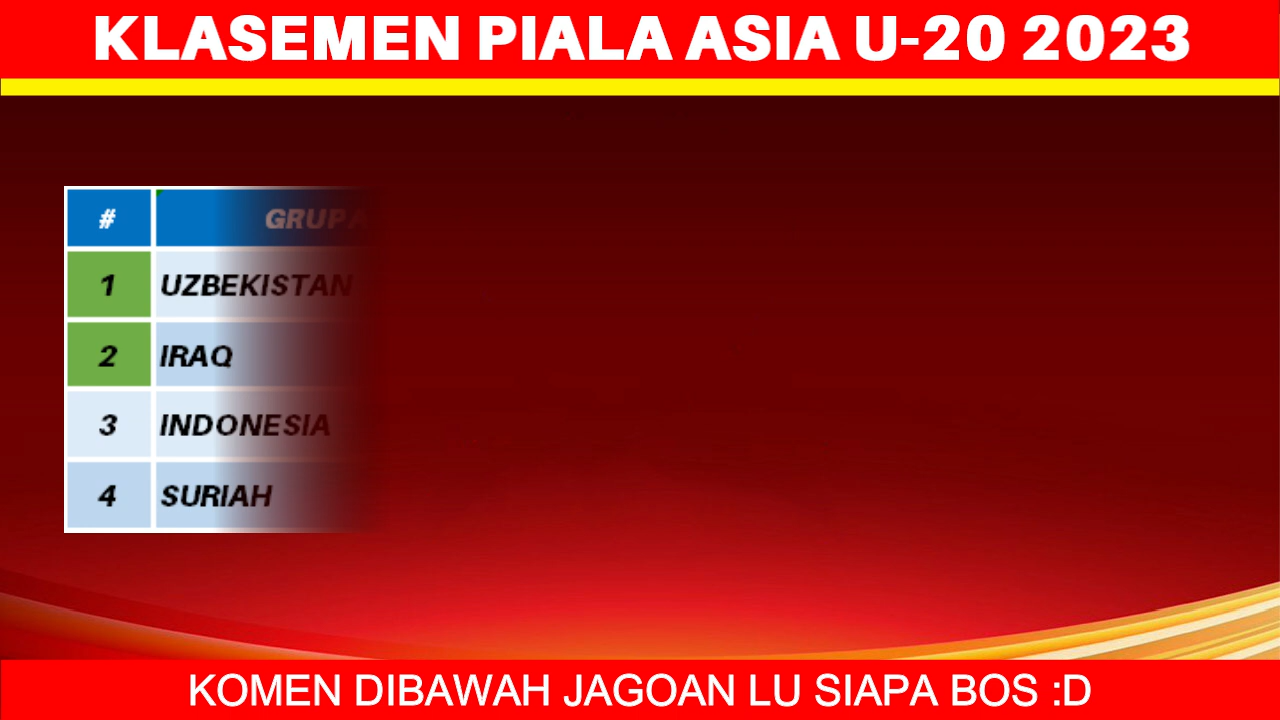 KLASEMEN PIALA ASIA U-20 2023
# GRUP A
1 UZBEKISTAN
2 IRAQ
3 INDONESIA
4 SURIAH
KOMEN DIBAWAH JAGOAN LU SIAPA BOS :D